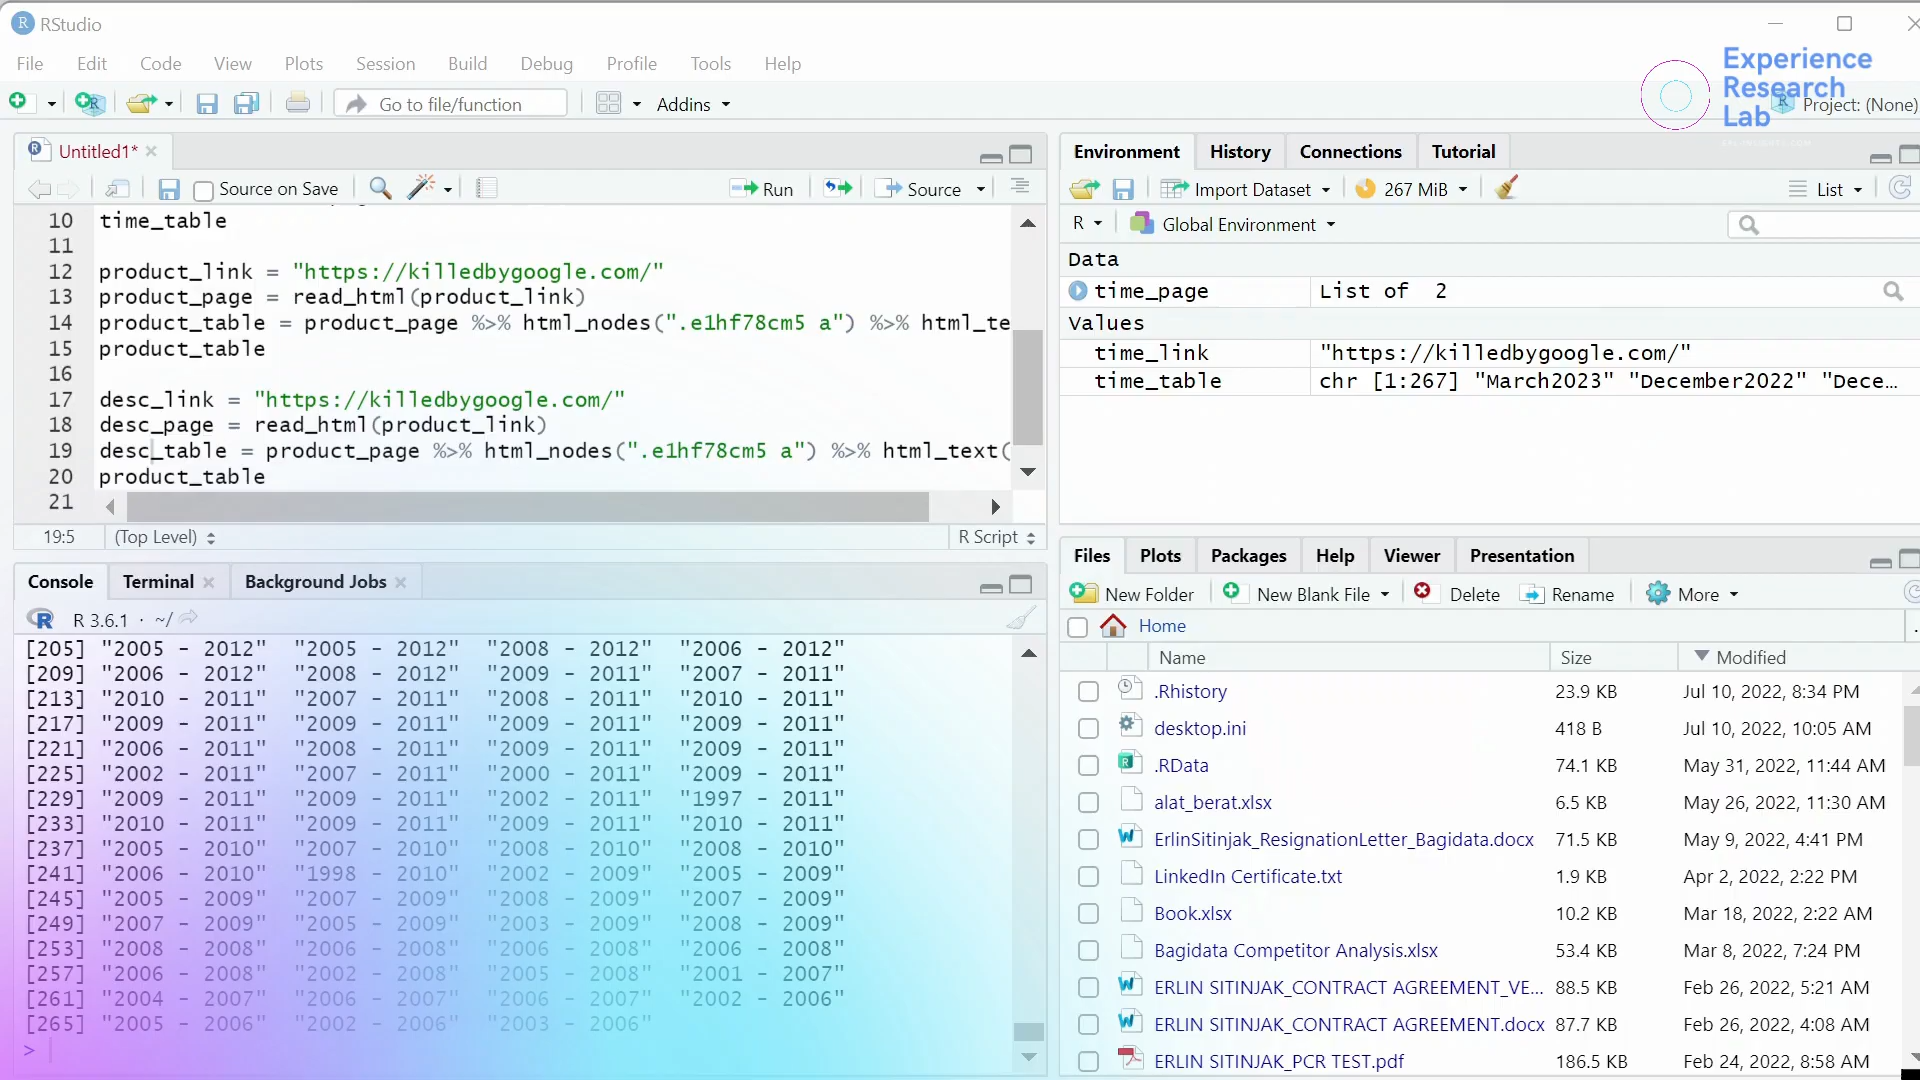 RStudio
File Edit Code View Plots Session Build Debug Profile Tools Help
Go to file/function Addins
Experience
Research
Lab
Project: (None)
Untitled1*
Source on Save Run Source
10 time_table
11
12 product_link = "https://killedbygoogle.com/"
13 product_page = read_html(product_link)
14 product_table = product_page %>% html_nodes(".e1hf78cm5 a") %>% html_te
15 product_table
16
17 desc_link = "https://killedbygoogle.com/"
18 desc_page = read_html(product_link)
19 desc_table = product_page %>% html_nodes(".e1hf78cm5 a") %>% html_text(
20 product_table
21
19:5 (Top Level) R Script
Console Terminal Background Jobs
R 3.6.1 · ~/
[205] "2005 - 2012" "2005 - 2012" "2008 - 2012" "2006 - 2012"
[209] "2006 - 2012" "2008 - 2012" "2009 - 2011" "2007 - 2011"
[213] "2010 - 2011" "2007 - 2011" "2008 - 2011" "2010 - 2011"
[217] "2009 - 2011" "2009 - 2011" "2009 - 2011" "2009 - 2011"
[221] "2006 - 2011" "2008 - 2011" "2009 - 2011" "2009 - 2011"
[225] "2002 - 2011" "2007 - 2011" "2000 - 2011" "2009 - 2011"
[229] "2009 - 2011" "2009 - 2011" "2002 - 2011" "1997 - 2011"
[233] "2010 - 2011" "2009 - 2011" "2009 - 2011" "2010 - 2011"
[237] "2005 - 2010" "2007 - 2010" "2008 - 2010" "2008 - 2010"
[241] "2006 - 2010" "1998 - 2010" "2002 - 2009" "2005 - 2009"
[245] "2005 - 2009" "2007 - 2009" "2008 - 2009" "2007 - 2009"
[249] "2007 - 2009" "2005 - 2009" "2003 - 2009" "2008 - 2009"
[253] "2008 - 2008" "2006 - 2008" "2006 - 2008" "2006 - 2008"
[257] "2006 - 2008" "2002 - 2008" "2005 - 2008" "2001 - 2007"
[261] "2004 - 2007" "2006 - 2007" "2006 - 2007" "2002 - 2006"
[265] "2005 - 2006" "2002 - 2006" "2003 - 2006"
>
Environment History Connections Tutorial
Import Dataset 267 MiB List
R Global Environment
Data
time_page List of 2
Values
time_link "https://killedbygoogle.com/"
time_table chr [1:267] "March2023" "December2022" "Dece…
Files Plots Packages Help Viewer Presentation
New Folder New Blank File Delete Rename More
Home
Name Size Modified
.Rhistory 23.9 KB Jul 10, 2022, 8:34 PM
desktop.ini 418 B Jul 10, 2022, 10:05 AM
.RData 74.1 KB May 31, 2022, 11:44 AM
alat_berat.xlsx 6.5 KB May 26, 2022, 11:30 AM
ErlinSitinjak_ResignationLetter_Bagidata.docx 71.5 KB May 9, 2022, 4:41 PM
LinkedIn Certificate.txt 1.9 KB Apr 2, 2022, 2:22 PM
Book.xlsx 10.2 KB Mar 18, 2022, 2:22 AM
Bagidata Competitor Analysis.xlsx 53.4 KB Mar 8, 2022, 7:24 PM
ERLIN SITINJAK_CONTRACT AGREEMENT_VE... 88.5 KB Feb 26, 2022, 5:21 AM
ERLIN SITINJAK_CONTRACT AGREEMENT.docx 87.7 KB Feb 26, 2022, 4:08 AM
ERLIN SITINJAK_PCR TEST.pdf 186.5 KB Feb 24, 2022, 8:58 AM